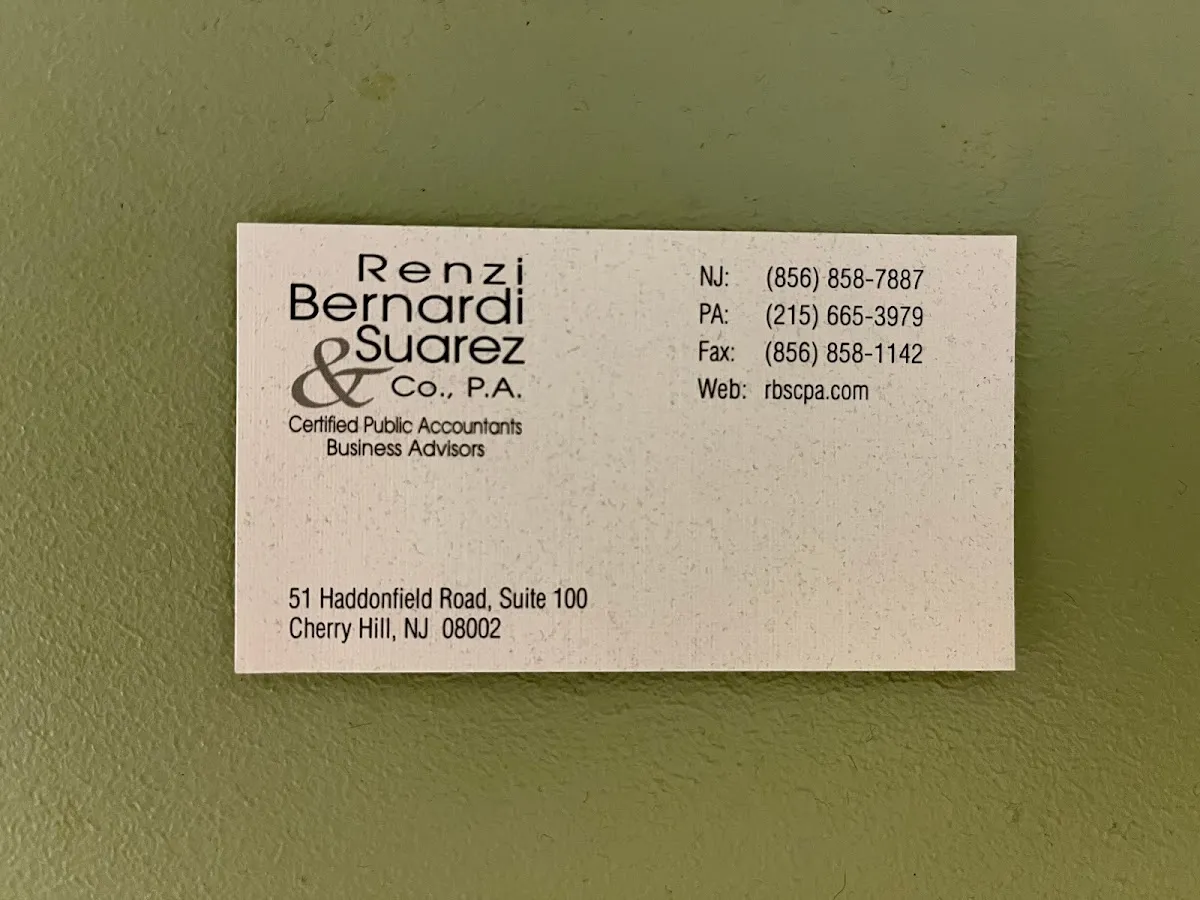 Renzi
Bernardi
& Suarez
Co., P.A.
Certified Public Accountants
Business Advisors
NJ: (856) 858-7887
PA: (215) 665-3979
Fax: (856) 858-1142
Web: rbscpa.com
51 Haddonfield Road, Suite 100
Cherry Hill, NJ 08002